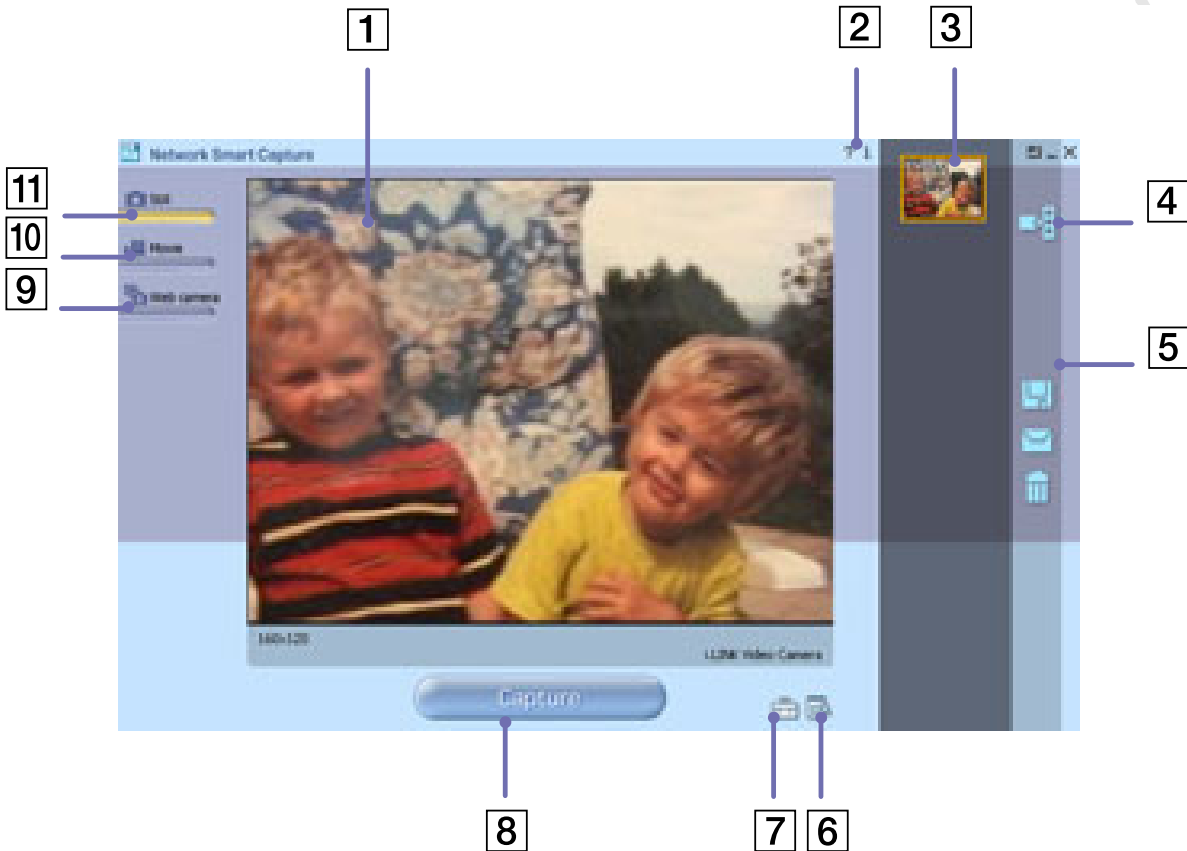 1
2
3
Network Smart Capture
? i
11
Still
4
10
Movie
9
Web camera
5
160x120
i.LINK Video Camera
Capture
8
7
6